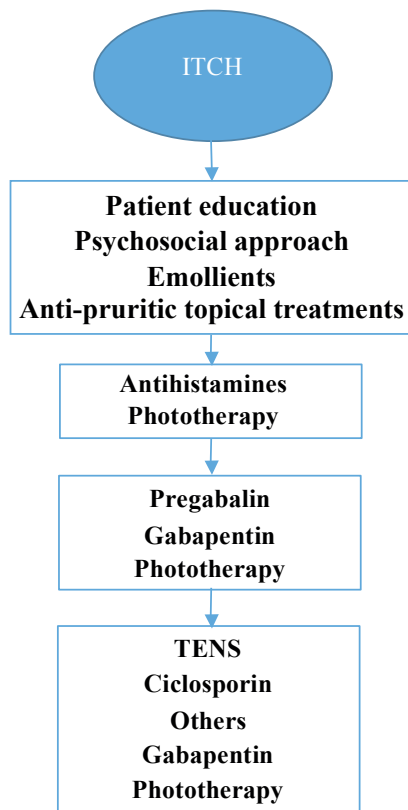 ITCH
Patient education
Psychosocial approach
Emollients
Anti-pruritic topical treatments
Antihistamines
Phototherapy
Pregabalin
Gabapentin
Phototherapy
TENS
Ciclosporin
Others
Gabapentin
Phototherapy